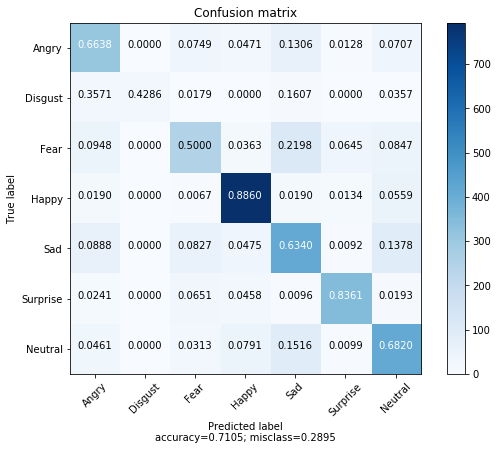 Confusion matrix
Angry 0.6638 0.0000 0.0749 0.0471 0.1306 0.0128 0.0707
Disgust 0.3571 0.4286 0.0179 0.0000 0.1607 0.0000 0.0357
Fear 0.0948 0.0000 0.5000 0.0363 0.2198 0.0645 0.0847
Happy 0.0190 0.0000 0.0067 0.8860 0.0190 0.0134 0.0559
Sad 0.0888 0.0000 0.0827 0.0475 0.6340 0.0092 0.1378
Surprise 0.0241 0.0000 0.0651 0.0458 0.0096 0.8361 0.0193
Neutral 0.0461 0.0000 0.0313 0.0791 0.1516 0.0099 0.6820
True label
Angry Disgust Fear Happy Sad Surprise Neutral
Predicted label
accuracy=0.7105; misclass=0.2895
700
600
500
400
300
200
100
0